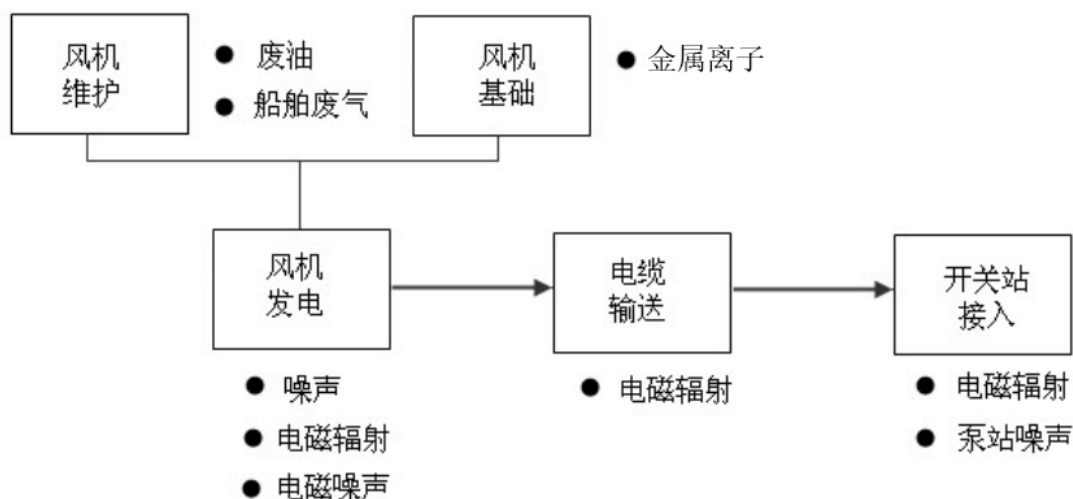 风机
维护
● 废油
● 船舶废气
风机
基础
● 金属离子
风机
发电
电缆
输送
开关站
接入
● 噪声
● 电磁辐射
● 电磁噪声
● 电磁辐射
● 电磁辐射
● 泵站噪声